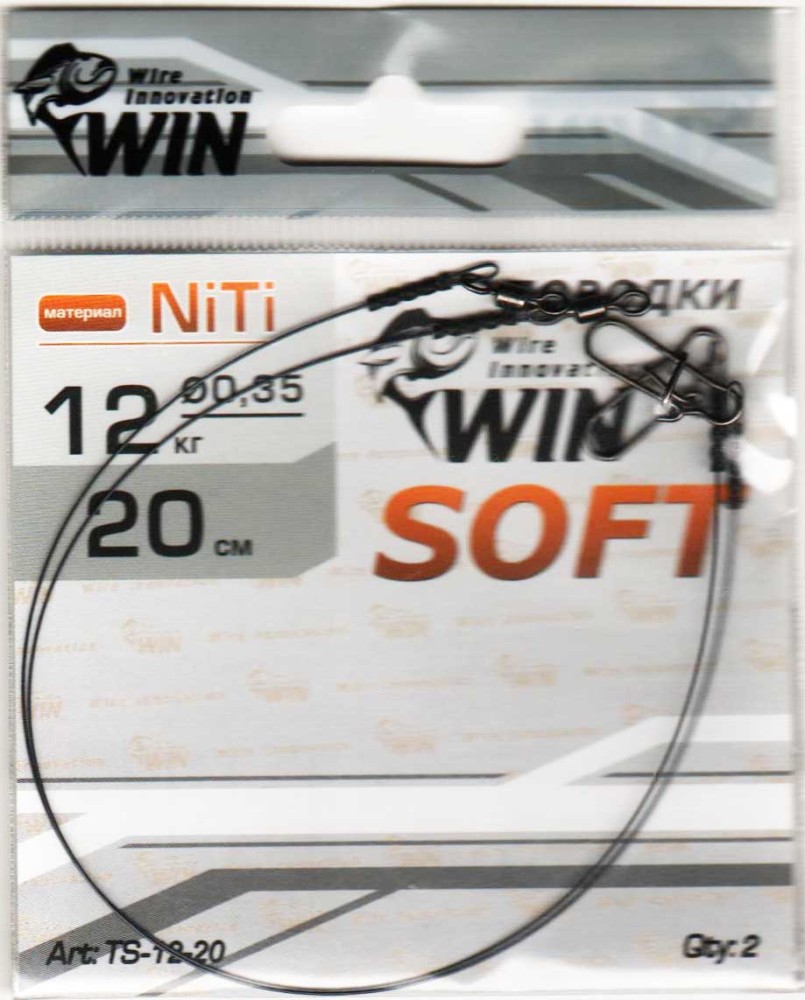 Wire
Innovation
WIN
материал
NiTi
ПОВОДКИ
Wire
Innovation
WIN
12 кг
Ø0,35
20 см
SOFT
Art: TS-12-20
Qty: 2